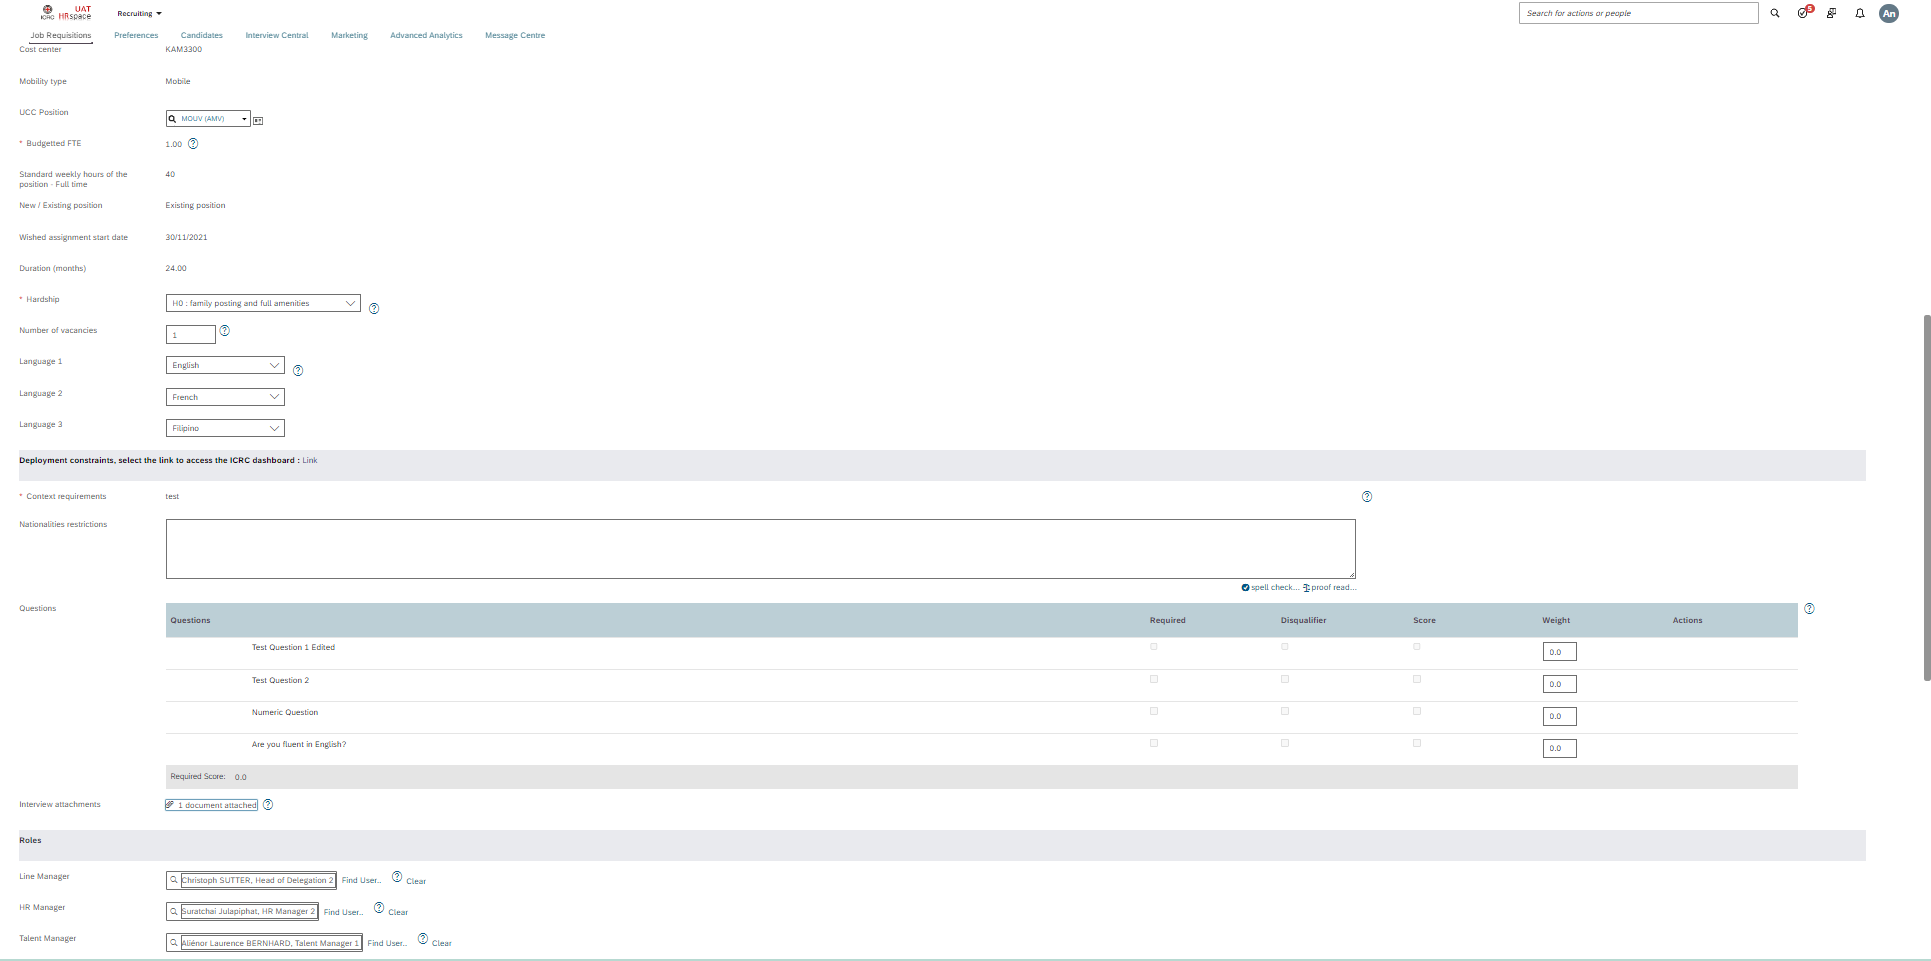 ICRC
UAT
HRspace
Recruiting
Search for actions or people
5
An
Job Requisitions
Preferences
Candidates
Interview Central
Marketing
Advanced Analytics
Message Centre
Cost center
KAM3300
Mobility type
Mobile
UCC Position
MOUV (AMV)
* Budgetted FTE
1.00
Standard weekly hours of the
position - Full time
40
New / Existing position
Existing position
Wished assignment start date
30/11/2021
Duration (months)
24.00
* Hardship
H0 : family posting and full amenities
Number of vacancies
1
Language 1
English
Language 2
French
Language 3
Filipino
Deployment constraints, select the link to access the ICRC dashboard : Link
* Context requirements
test
Nationalities restrictions
spell check... proof read...
Questions
Questions
Required
Disqualifier
Score
Weight
Actions
Test Question 1 Edited
0.0
Test Question 2
0.0
Numeric Question
0.0
Are you fluent in English?
0.0
Required Score: 0.0
Interview attachments
1 document attached
Roles
Line Manager
Christoph SUTTER, Head of Delegation 2
Find User..
Clear
HR Manager
Suratchai Julapiphat, HR Manager 2
Find User..
Clear
Talent Manager
Aliénor Laurence BERNHARD, Talent Manager 1
Find User..
Clear